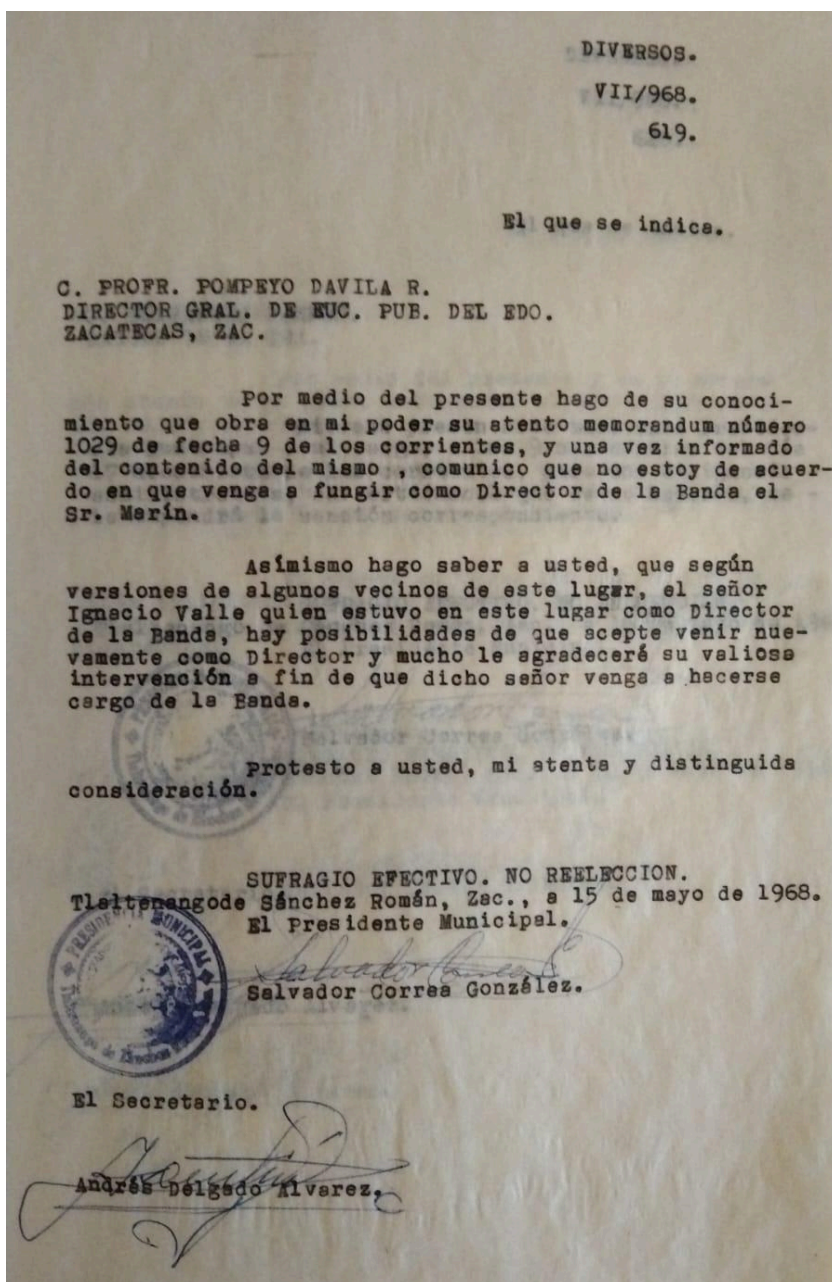 DIVERSOS.
VII/968.
619.
El que se indica.
C. PROFR. POMPEYO DAVILA R.
DIRECTOR GRAL. DE EUC. PUB. DEL EDO.
ZACATECAS, ZAC.
Por medio del presente hago de su conoci-
miento que obra en mi poder su atento memorandum número
1029 de fecha 9 de los corrientes, y una vez informado
del contenido del mismo , comunico que no estoy de acuer-
do en que venga a fungir como Director de la Banda el
Sr. Marín.
Asímismo hago saber a usted, que según
versiones de algunos vecinos de este lugar, el señor
Ignacio Valle quien estuvo en este lugar como Director
de la Banda, hay posibilidades de que acepte venir nue-
vamente como Director y mucho le agradeceré su valiosa
intervención a fin de que dicho señor venga a hacerse
cargo de la Banda.
Protesto a usted, mi atenta y distinguida
consideración.
SUFRAGIO EFECTIVO. NO REELECCION.
Tlaltenangode Sánchez Román, Zac., a 15 de mayo de 1968.
El Presidente Municipal.
PRESIDENTE MUNICIPAL
Salvador Correa González.
El Secretario.
Andrés Delgado Alvarez,